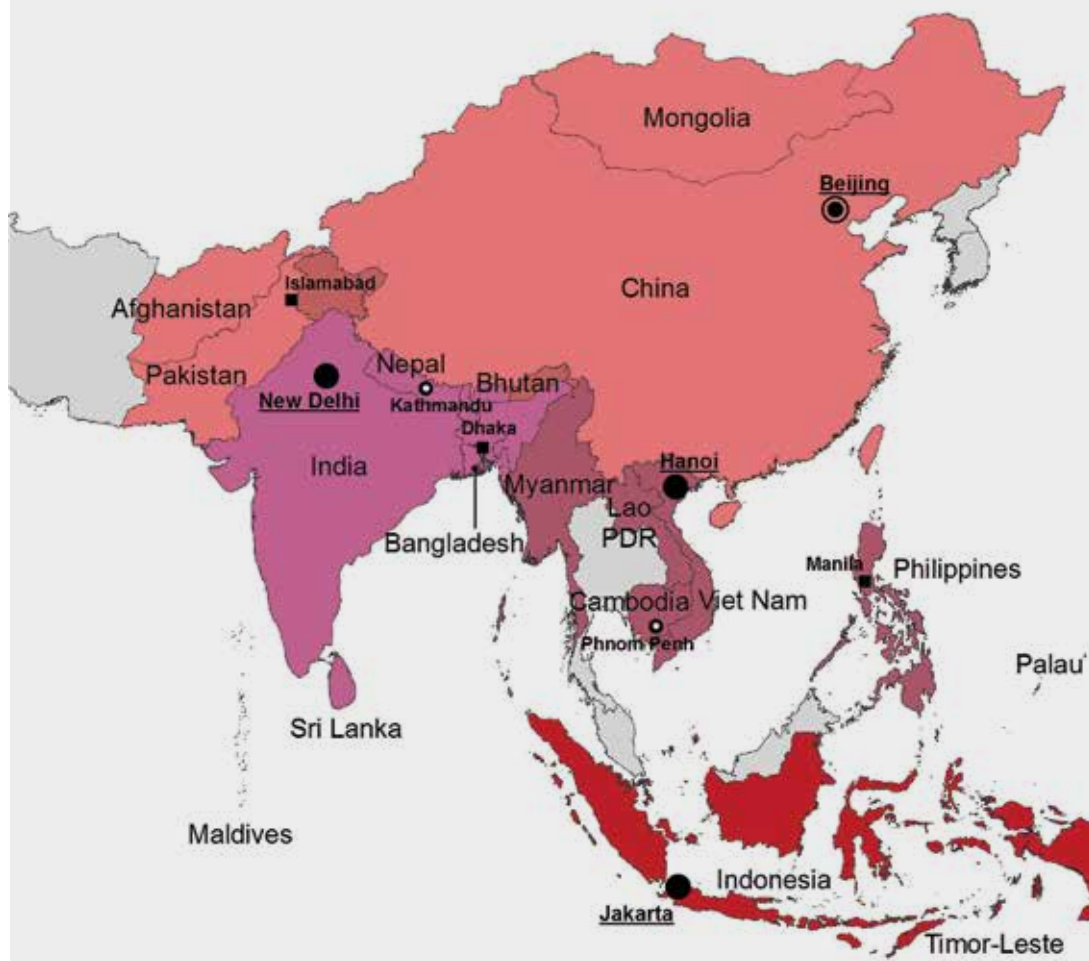 Mongolia
Beijing
Islamabad
China
Afghanistan
Pakistan
Nepal
Bhutan
New Delhi
Kathmandu
Dhaka
India
Hanoi
Myanmar
Lao
PDR
Bangladesh
Manila
Philippines
Cambodia
Viet Nam
Phnom Penh
Palau
Sri Lanka
Maldives
Indonesia
Jakarta
Timor-Leste